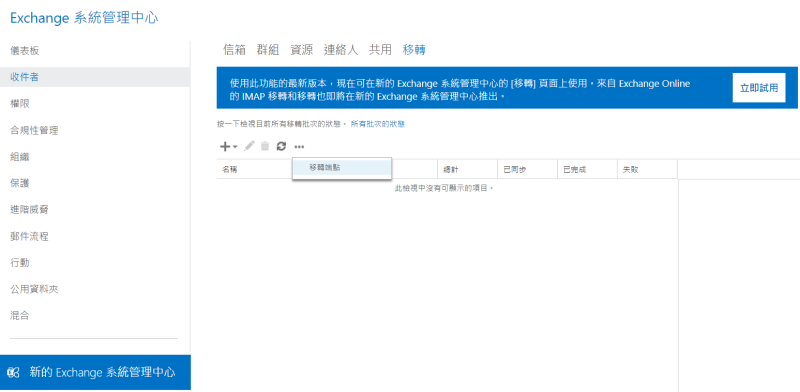 Exchange 系統管理中心
儀表板
收件者
權限
合規性管理
組織
保護
進階威脅
郵件流程
行動
公用資料夾
混合
新的 Exchange 系統管理中心
信箱 群組 資源 連絡人 共用 移轉
使用此功能的最新版本，現在可在新的 Exchange 系統管理中心的 [移轉] 頁面上使用。來自 Exchange Online
的 IMAP 移轉和移轉也即將在新的 Exchange 系統管理中心推出。
立即試用
按一下檢視目前所有移轉批次的狀態。 所有批次的狀態
移轉端點
名稱 總計 已同步 已完成 失敗
此檢視中沒有可顯示的項目。